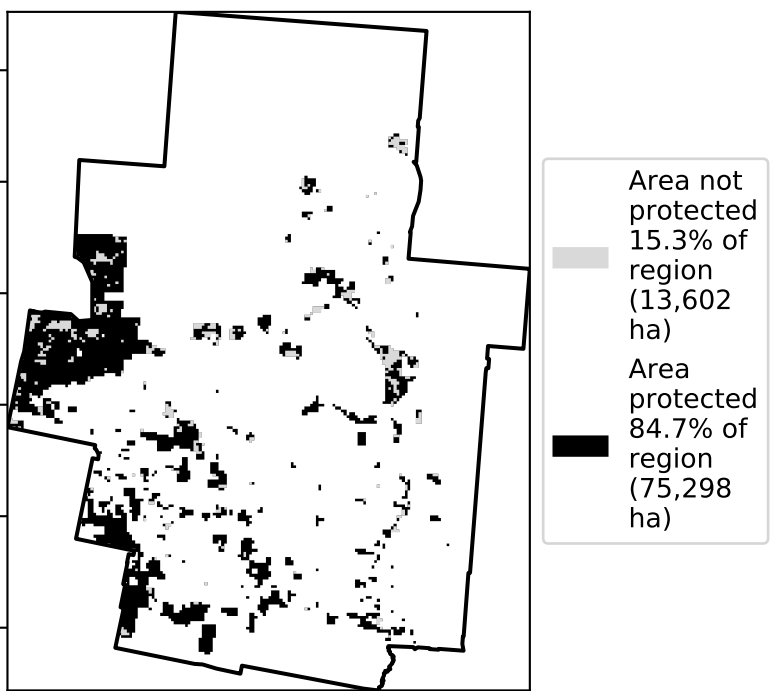 Area not
protected
15.3% of
region
(13,602
ha)
Area
protected
84.7% of
region
(75,298
ha)